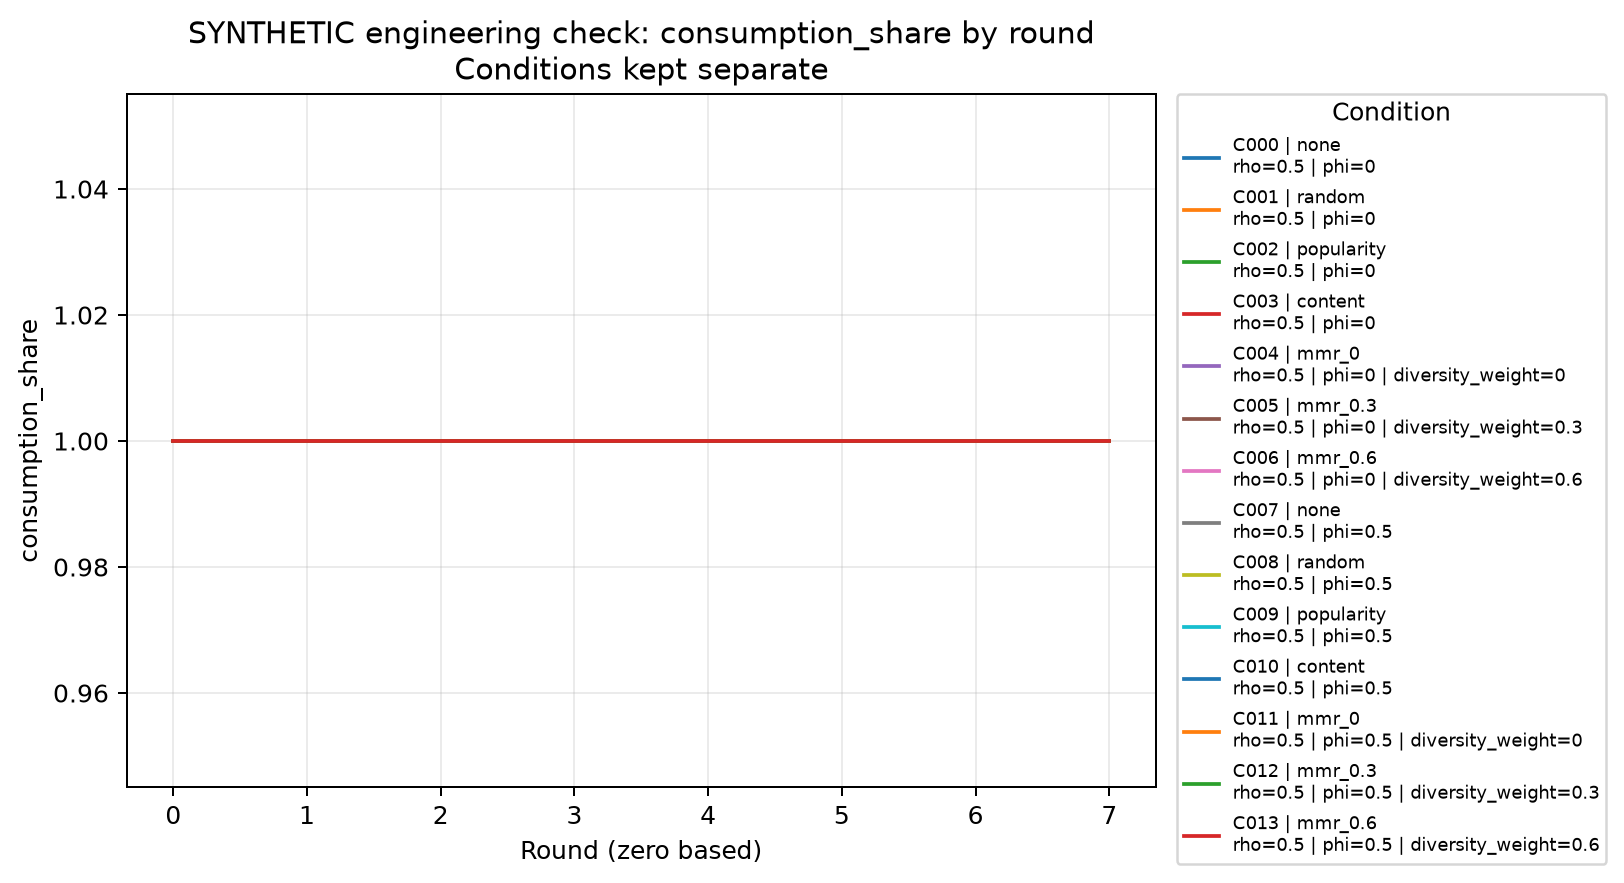 SYNTHETIC engineering check: consumption_share by round
Conditions kept separate
consumption_share
1.04
1.02
1.00
0.98
0.96
0 1 2 3 4 5 6 7
Round (zero based)
Condition
C000 | none
rho=0.5 | phi=0
C001 | random
rho=0.5 | phi=0
C002 | popularity
rho=0.5 | phi=0
C003 | content
rho=0.5 | phi=0
C004 | mmr_0
rho=0.5 | phi=0 | diversity_weight=0
C005 | mmr_0.3
rho=0.5 | phi=0 | diversity_weight=0.3
C006 | mmr_0.6
rho=0.5 | phi=0 | diversity_weight=0.6
C007 | none
rho=0.5 | phi=0.5
C008 | random
rho=0.5 | phi=0.5
C009 | popularity
rho=0.5 | phi=0.5
C010 | content
rho=0.5 | phi=0.5
C011 | mmr_0
rho=0.5 | phi=0.5 | diversity_weight=0
C012 | mmr_0.3
rho=0.5 | phi=0.5 | diversity_weight=0.3
C013 | mmr_0.6
rho=0.5 | phi=0.5 | diversity_weight=0.6